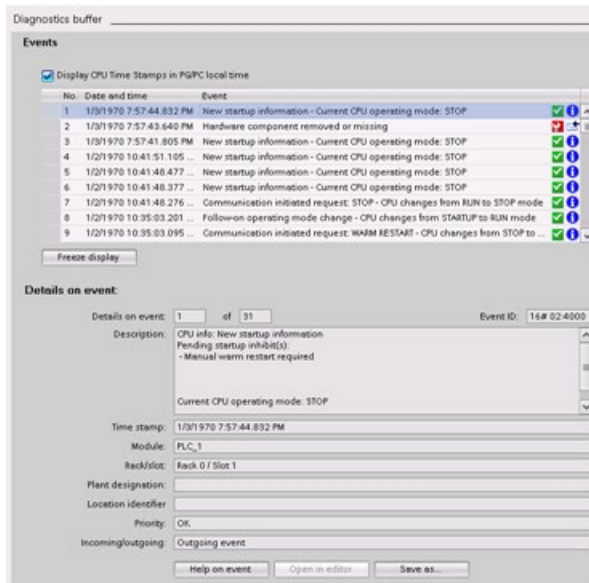 Diagnostics buffer
Events
Display CPU Time Stamps in PG/PC local time
No. Date and time Event
1 1/3/1970 7:57:44.832 PM New startup information - Current CPU operating mode: STOP
2 1/3/1970 7:57:43.640 PM Hardware component removed or missing
3 1/3/1970 7:57:41.805 PM New startup information - Current CPU operating mode: STOP
4 1/2/1970 10:41:51.105 ... New startup information - Current CPU operating mode: STOP
5 1/2/1970 10:41:48.477 ... New startup information - Current CPU operating mode: STOP
6 1/2/1970 10:41:48.377 ... New startup information - Current CPU operating mode: STOP
7 1/2/1970 10:41:48.276 ... Communication initiated request: STOP - CPU changes from RUN to STOP mode
8 1/2/1970 10:35:03.201 ... Follow-on operating mode change - CPU changes from STARTUP to RUN mode
9 1/2/1970 10:35:03.095 ... Communication initiated request: WARM RESTART - CPU changes from STOP to ...
Freeze display
Details on event:
Details on event: 1 of 31 Event ID: 16# 02:4000
Description: CPU info: New startup information
Pending startup inhibit(s):
- Manual warm restart required
Current CPU operating mode: STOP
Time stamp: 1/3/1970 7:57:44.832 PM
Module: PLC_1
Rack/slot: Rack 0 / Slot 1
Plant designation:
Location identifier
Priority: OK
Incoming/outgoing: Outgoing event
Help on event Open in editor Save as...